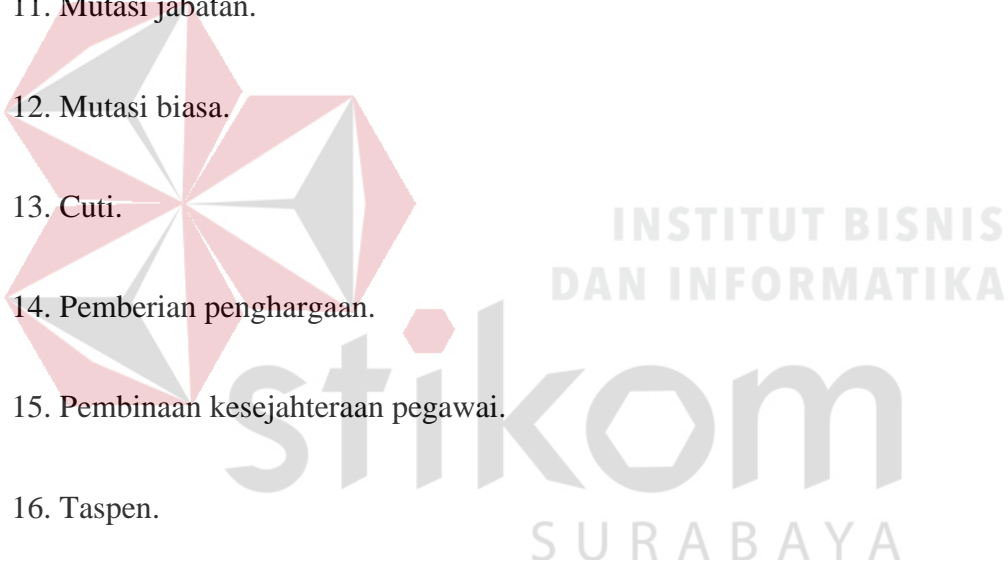 11. Mutasi jabatan.
12. Mutasi biasa.
13. Cuti.
INSTITUT BISNIS
DAN INFORMATIKA
14. Pemberian penghargaan.
stikom
15. Pembinaan kesejahteraan pegawai.
16. Taspen.
SURABAYA